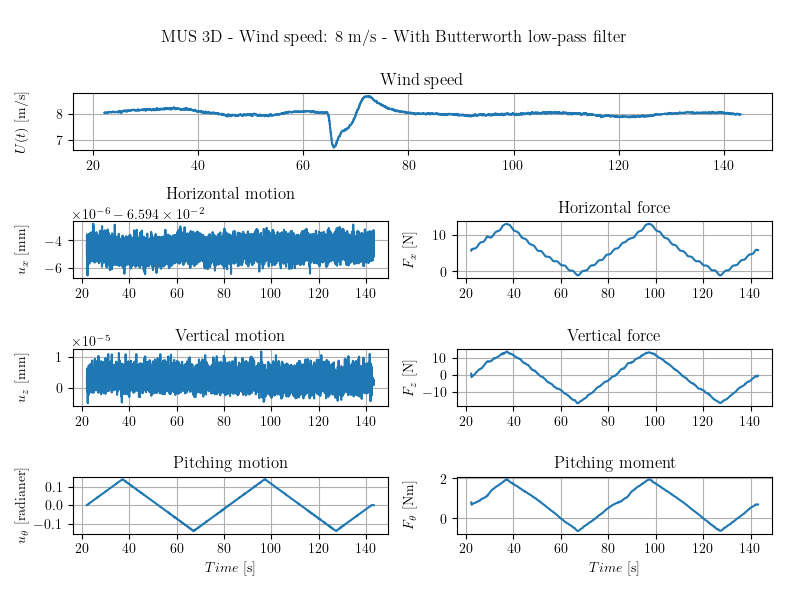 MUS 3D - Wind speed: 8 m/s - With Butterworth low-pass filter
Wind speed
U(t) [m/s]
8
7
20 40 60 80 100 120 140
Horizontal motion
×10⁻⁶ − 6.594 × 10⁻²
u_x [mm]
−4
−6
20 40 60 80 100 120 140
Horizontal force
F_x [N]
10
0
20 40 60 80 100 120 140
Vertical motion
×10⁻⁵
u_z [mm]
1
0
20 40 60 80 100 120 140
Vertical force
F_z [N]
10
0
−10
20 40 60 80 100 120 140
Pitching motion
u_θ [radianer]
0.1
0.0
−0.1
20 40 60 80 100 120 140
Time [s]
Pitching moment
F_θ [Nm]
2
0
20 40 60 80 100 120 140
Time [s]